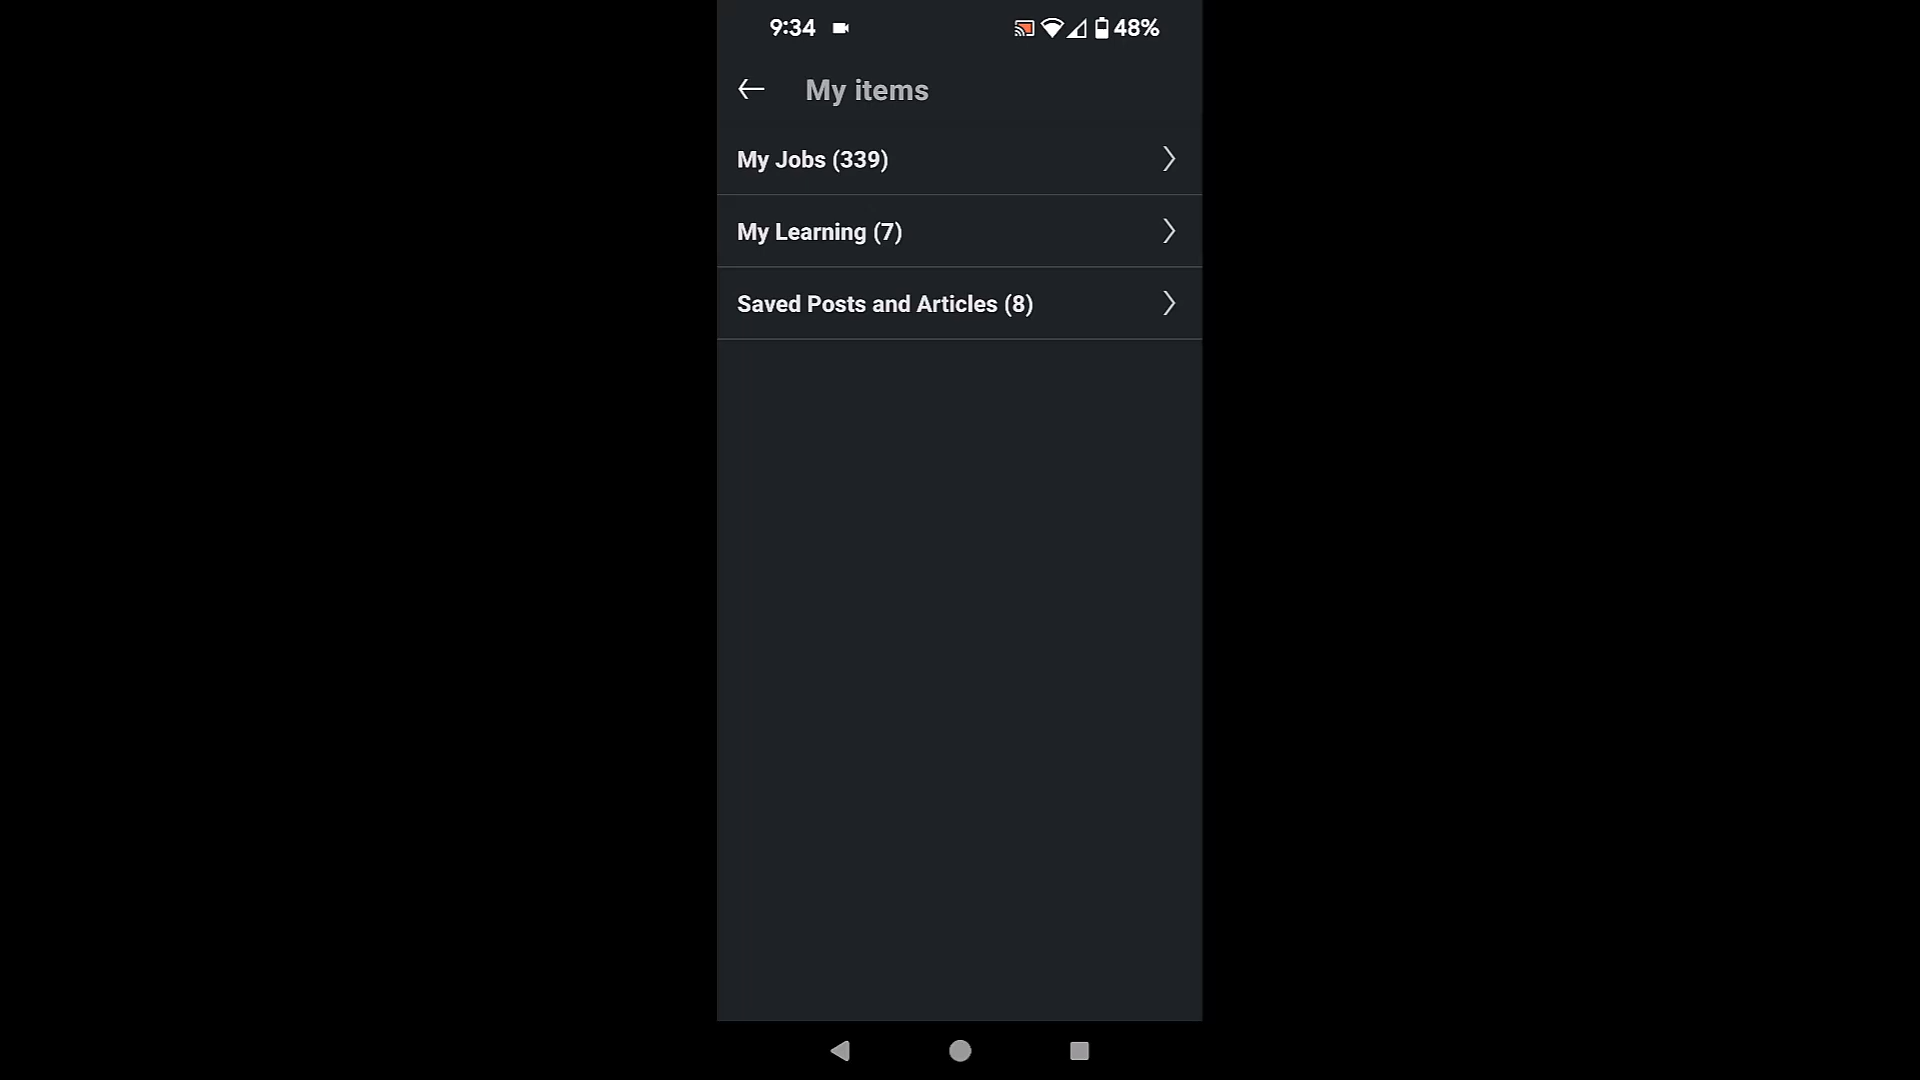 9:34
48%
My items
My Jobs (339)
My Learning (7)
Saved Posts and Articles (8)